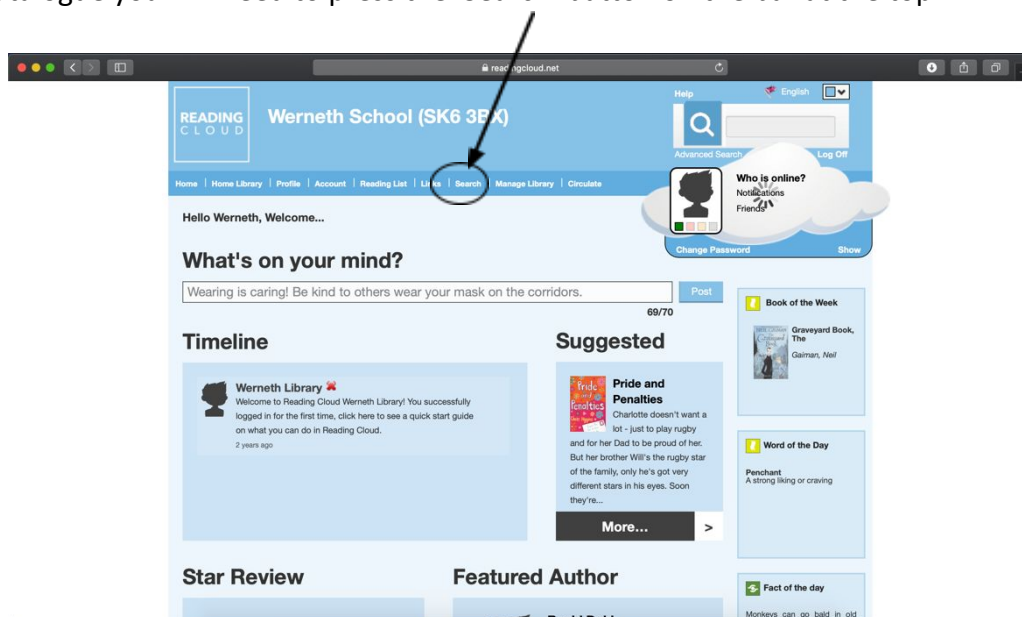 you
need to press the
button on the bar at the top
readingcloud.net
READING
CLOUD
Werneth School (SK6 3BX)
Help
English
Advanced Search
Log Off
Home | Home Library | Profile | Account | Reading List | Links | Search | Manage Library | Circulate
Who is online?
Notifications
Friends
Change Password
Show
Hello Werneth, Welcome...
What's on your mind?
Wearing is caring! Be kind to others wear your mask on the corridors.
Post
69/70
Timeline
Werneth Library
Welcome to Reading Cloud Werneth Library! You successfully
logged in for the first time, click here to see a quick start guide
on what you can do in Reading Cloud.
2 years ago
Suggested
Pride and
Penalties
Pride
and
Penalties
Charlotte doesn't want a
lot - just to play rugby
and for her Dad to be proud of her.
But her brother Will's the rugby star
of the family, only he's got very
different stars in his eyes. Soon
they're...
More...
>
Book of the Week
Graveyard Book,
The
Gaiman, Neil
Word of the Day
Penchant
A strong liking or craving
Star Review
Featured Author
Fact of the day
Monkeys can go bald in old